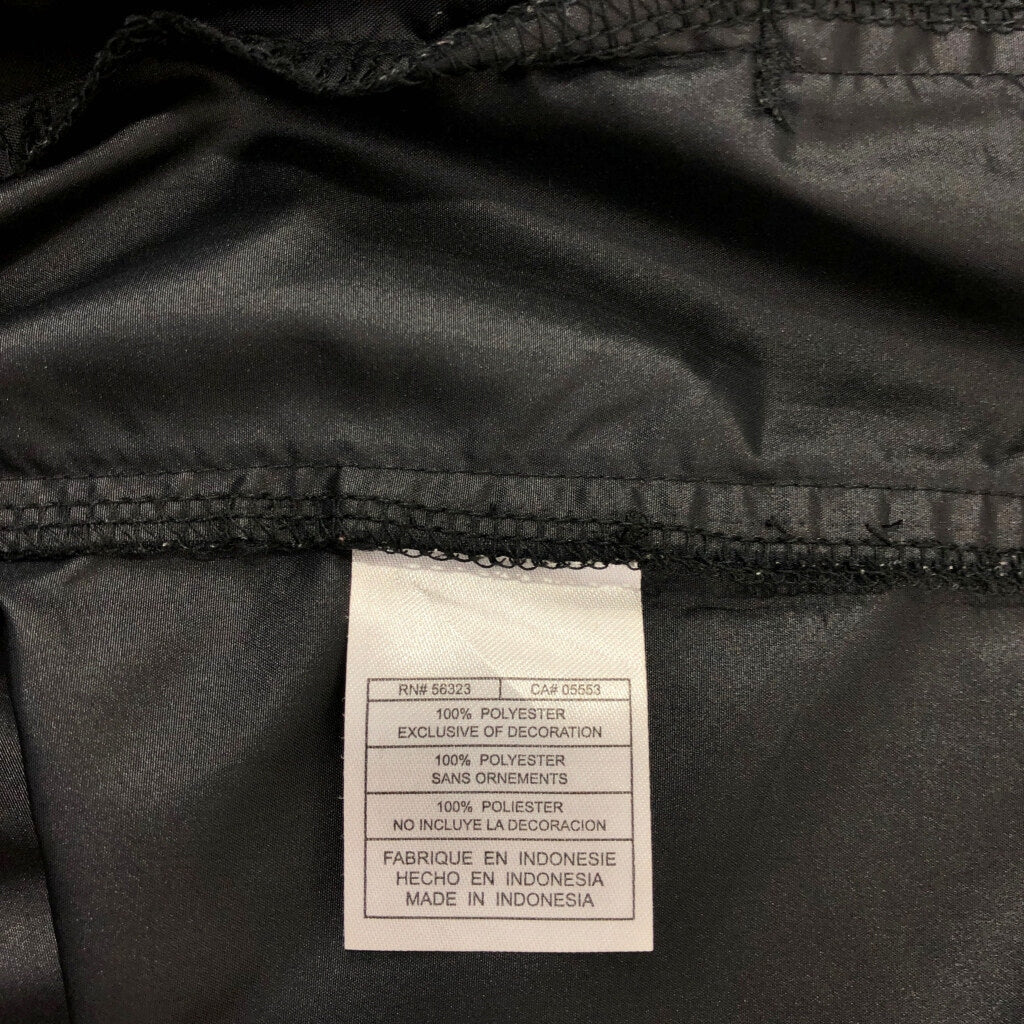 RN# 56323 CA# 05553
100% POLYESTER
EXCLUSIVE OF DECORATION
100% POLYESTER
SANS ORNEMENTS
100% POLIESTER
NO INCLUYE LA DECORACION
FABRIQUE EN INDONESIE
HECHO EN INDONESIA
MADE IN INDONESIA